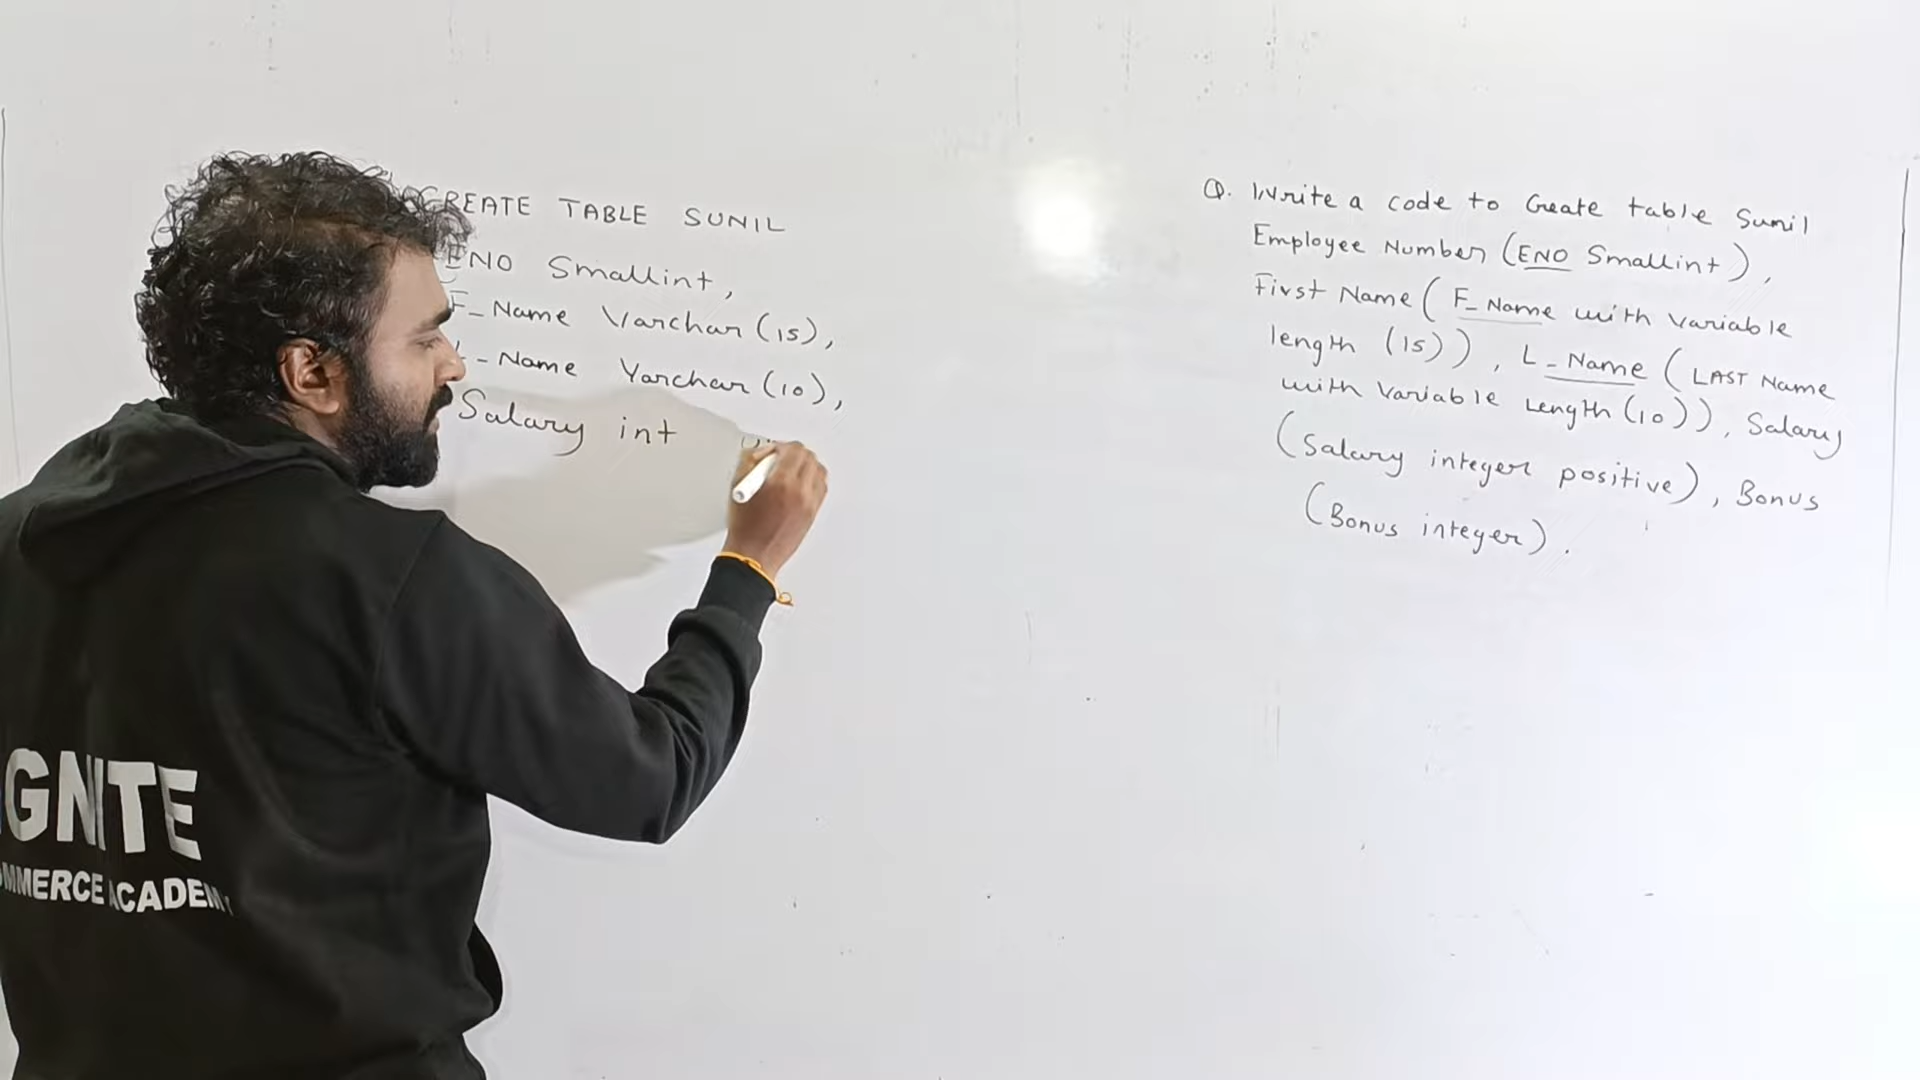 CREATE TABLE SUNIL
ENO Smallint,
F_Name Varchar(15),
L_Name Varchar(10),
Salary int
Q. Write a code to Create table Sunil
Employee Number (ENO Smallint),
First Name (F_Name with variable
length (15)), L_Name (LAST Name
with Variable Length (10)), Salary
(Salary integer positive), Bonus
(Bonus integer).
GNITE
MMERCE ACADEMY